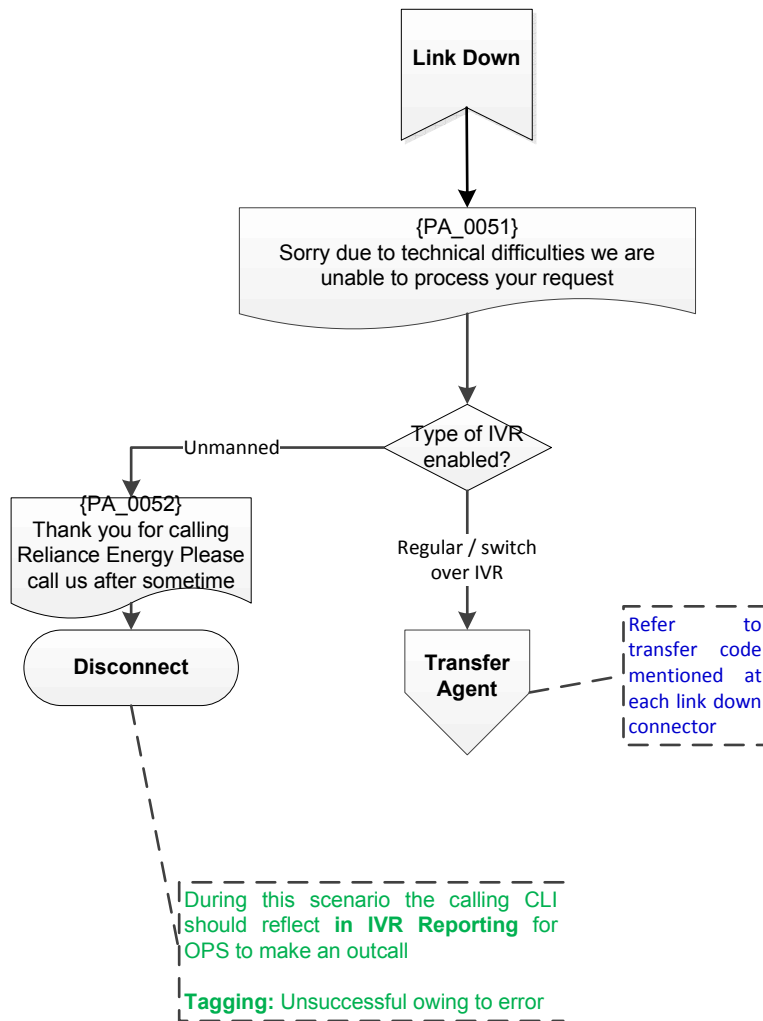 Link Down
{PA_0051}
Sorry due to technical difficulties we are
unable to process your request
Type of IVR
enabled?
Unmanned
{PA_0052}
Thank you for calling
Reliance Energy Please
call us after sometime
Regular / switch
over IVR
Disconnect
Transfer
Agent
Refer to
transfer code
mentioned at
each link down
connector
During this scenario the calling CLI
should reflect in IVR Reporting for
OPS to make an outcall
Tagging: Unsuccessful owing to error